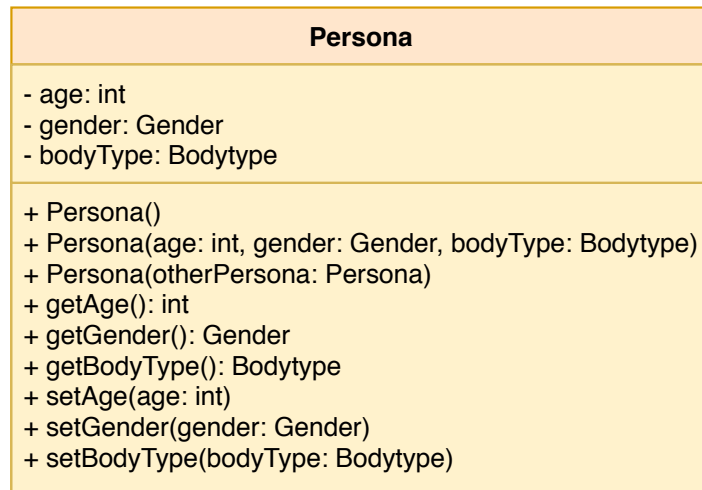 Persona
- age: int
- gender: Gender
- bodyType: Bodytype
+ Persona()
+ Persona(age: int, gender: Gender, bodyType: Bodytype)
+ Persona(otherPersona: Persona)
+ getAge(): int
+ getGender(): Gender
+ getBodyType(): Bodytype
+ setAge(age: int)
+ setGender(gender: Gender)
+ setBodyType(bodyType: Bodytype)